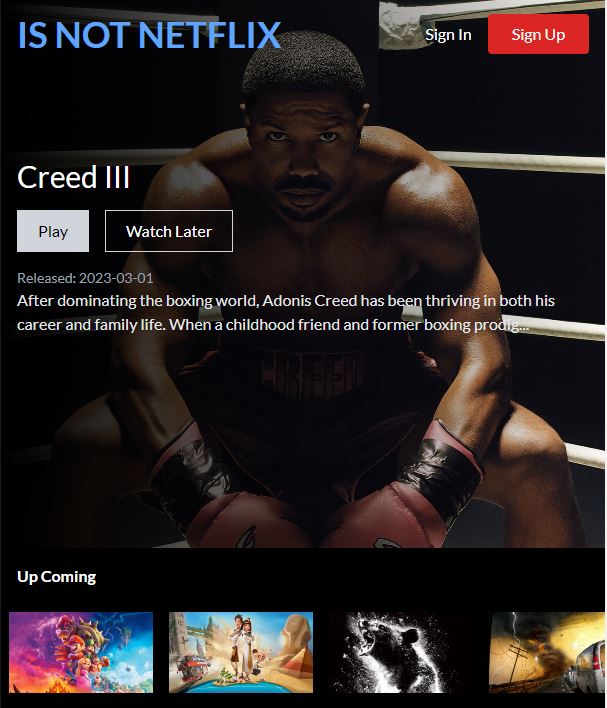 IS NOT NETFLIX
Sign In
Sign Up
Creed III
Play
Watch Later
Released: 2023-03-01
After dominating the boxing world, Adonis Creed has been thriving in both his
career and family life. When a childhood friend and former boxing prodig...
CREED
Up Coming